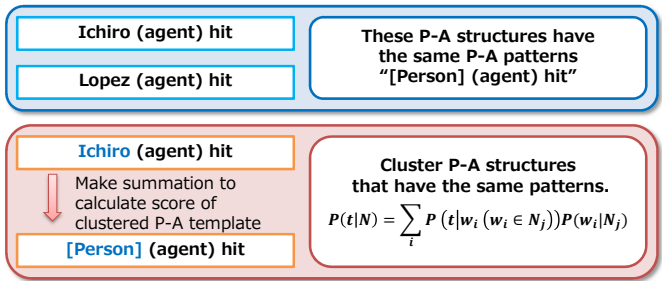 Ichiro (agent) hit
Lopez (agent) hit
These P-A structures have
the same P-A patterns
“[Person] (agent) hit”
Ichiro (agent) hit
Make summation to
calculate score of
clustered P-A template
[Person] (agent) hit
Cluster P-A structures
that have the same patterns.
P(t|N) = ∑_i P (t|w_i (w_i ∈ N_j))P(w_i|N_j)